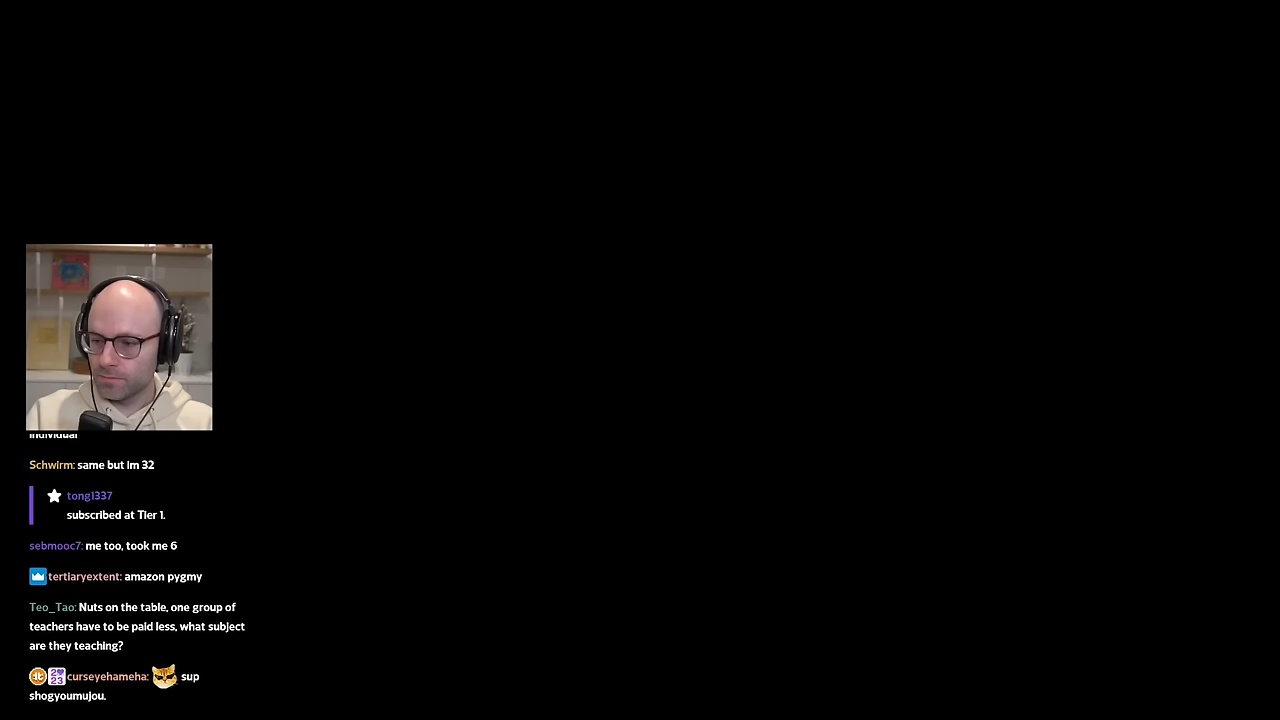 individual
Schwirm: same but im 32
tong1337
subscribed at Tier 1.
sebmooc7: me too, took me 6
tertiaryextent: amazon pygmy
Teo_Tao: Nuts on the table, one group of
teachers have to be paid less, what subject
are they teaching?
curseyehameha: sup
shogyoumujou.